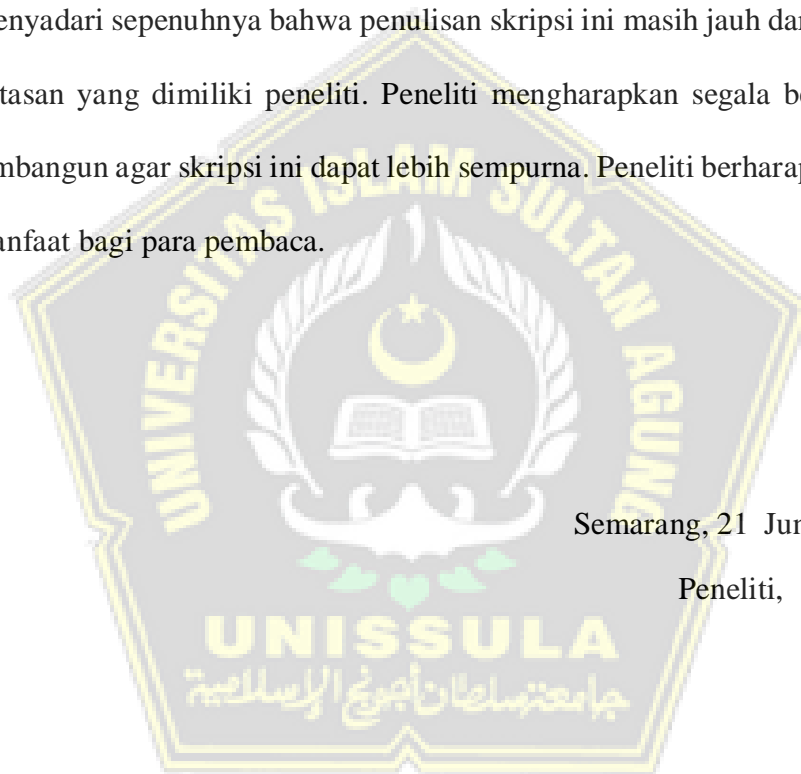 enyadari sepenuhnya bahwa penulisan skripsi ini masih jauh dar
tasan yang dimiliki peneliti. Peneliti mengharapkan segala be
mbangun agar skripsi ini dapat lebih sempurna. Peneliti berharap
anfaat bagi para pembaca.
UNIVERSITAS ISLAM SULTAN AGUNG
Semarang, 21 Jun
Peneliti,
UNISSULA
جامعتنسلطان أجونج الإسلامية